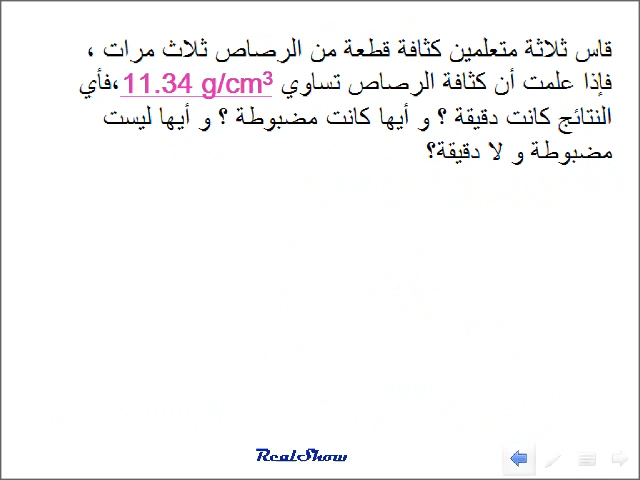 قاس ثلاثة متعلمين كثافة قطعة من الرصاص ثلاث مرات ،
فإذا علمت أن كثافة الرصاص تساوي 11.34 g/cm³ ،فأي
النتائج كانت دقيقة ؟ و أيها كانت مضبوطة ؟ و أيها ليست
مضبوطة و لا دقيقة؟
RealShow